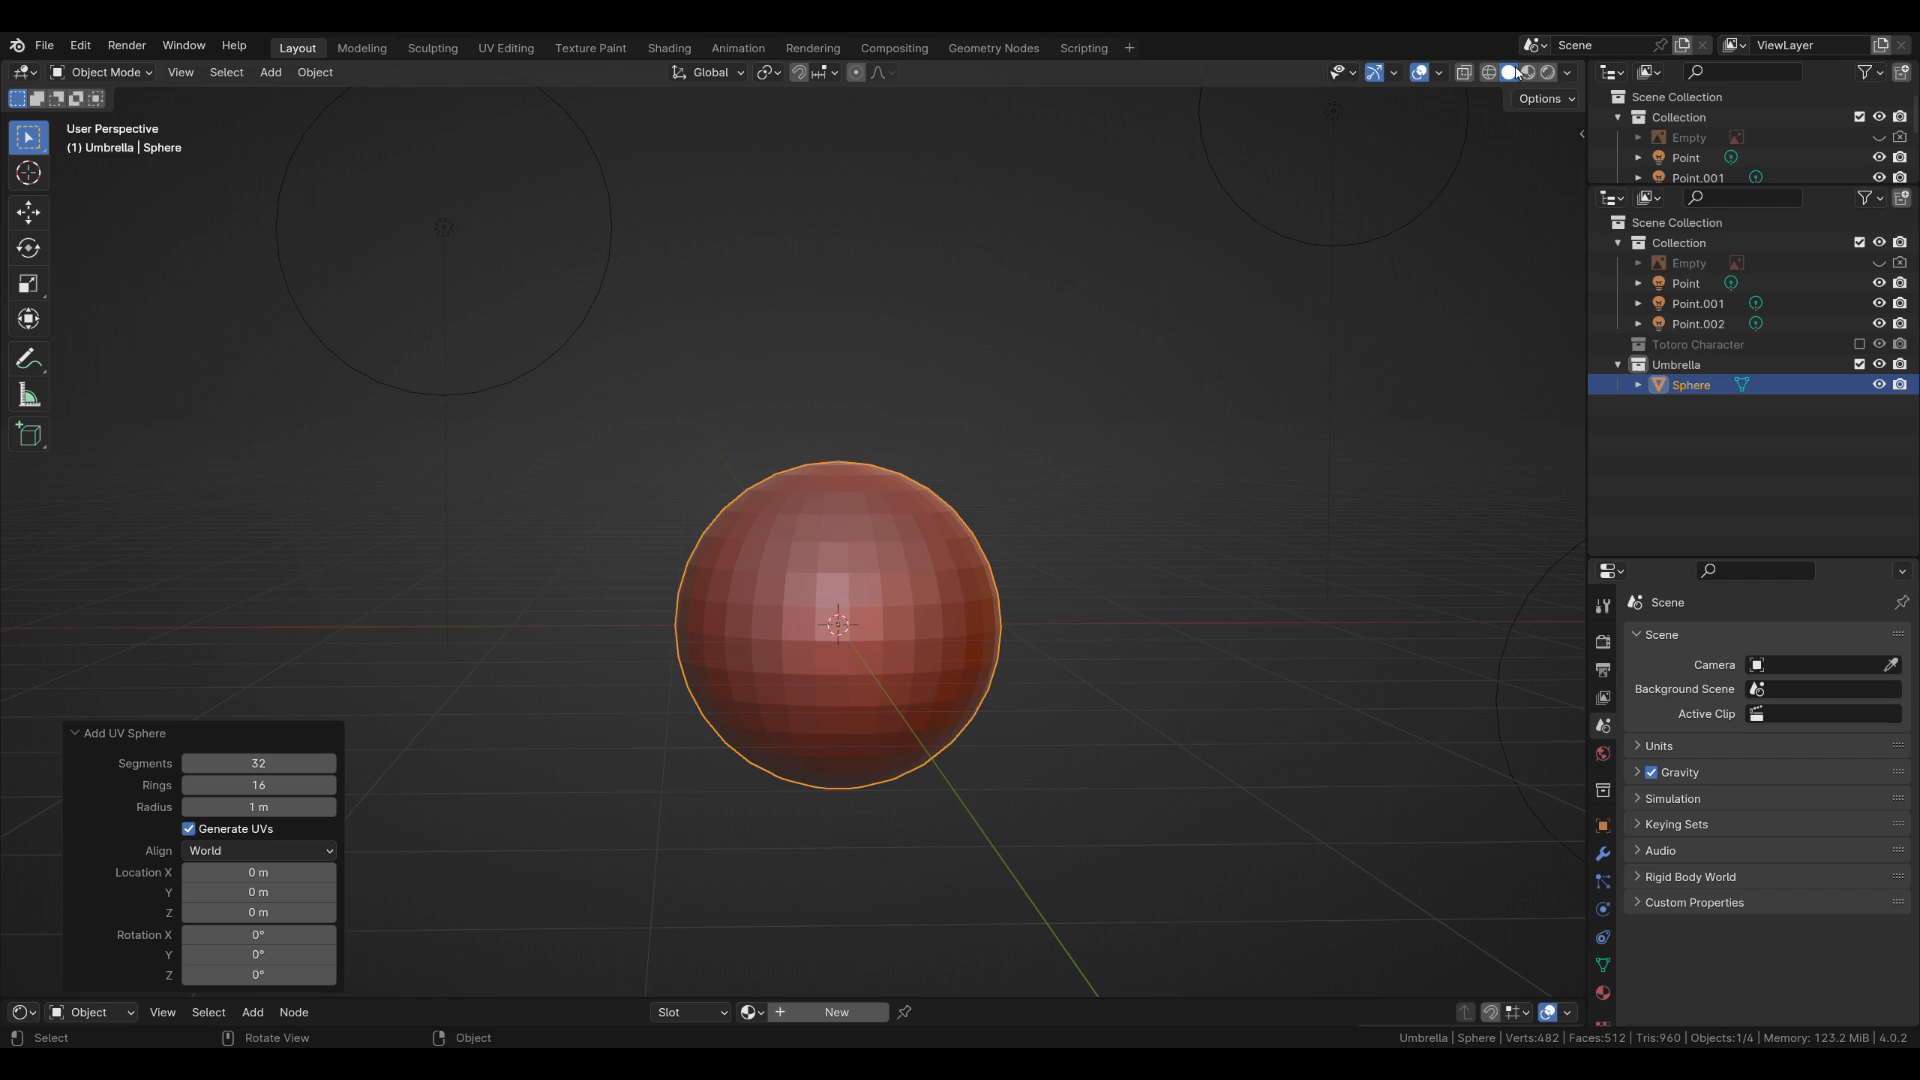 File Edit Render Window Help Layout Modeling Sculpting UV Editing Texture Paint Shading Animation Rendering Compositing Geometry Nodes Scripting + Scene ViewLayer
Object Mode View Select Add Object Global
Options
User Perspective
(1) Umbrella | Sphere
Scene Collection
Collection
Empty
Point
Point.001
Scene Collection
Collection
Empty
Point
Point.001
Point.002
Totoro Character
Umbrella
Sphere
Scene
Scene
Camera
Background Scene
Active Clip
Units
Gravity
Simulation
Keying Sets
Audio
Rigid Body World
Custom Properties
Add UV Sphere
Segments 32
Rings 16
Radius 1 m
Generate UVs
Align World
Location X 0 m
Y 0 m
Z 0 m
Rotation X 0°
Y 0°
Z 0°
Object View Select Add Node Slot + New
Select Rotate View Object Umbrella | Sphere | Verts:482 | Faces:512 | Tris:960 | Objects:1/4 | Memory: 123.2 MiB | 4.0.2